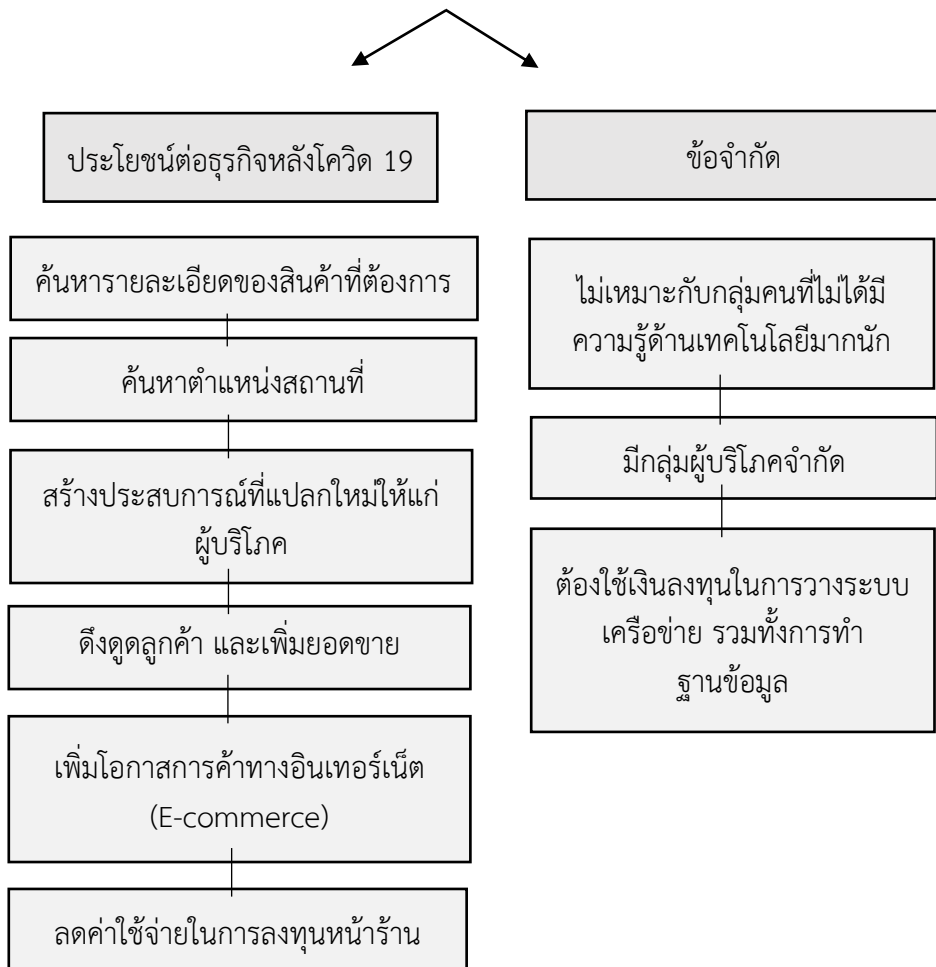 ประโยชน์ต่อธุรกิจหลังโควิด 19
ค้นหารายละเอียดของสินค้าที่ต้องการ
ค้นหาตำแหน่งสถานที่
สร้างประสบการณ์ที่แปลกใหม่ให้แก่
ผู้บริโภค
ดึงดูดลูกค้า และเพิ่มยอดขาย
เพิ่มโอกาสการค้าทางอินเทอร์เน็ต
(E-commerce)
ลดค่าใช้จ่ายในการลงทุนหน้าร้าน
ข้อจำกัด
ไม่เหมาะกับกลุ่มคนที่ไม่ได้มี
ความรู้ด้านเทคโนโลยีมากนัก
มีกลุ่มผู้บริโภคจำกัด
ต้องใช้เงินลงทุนในการวางระบบ
เครือข่าย รวมทั้งการทำ
ฐานข้อมูล